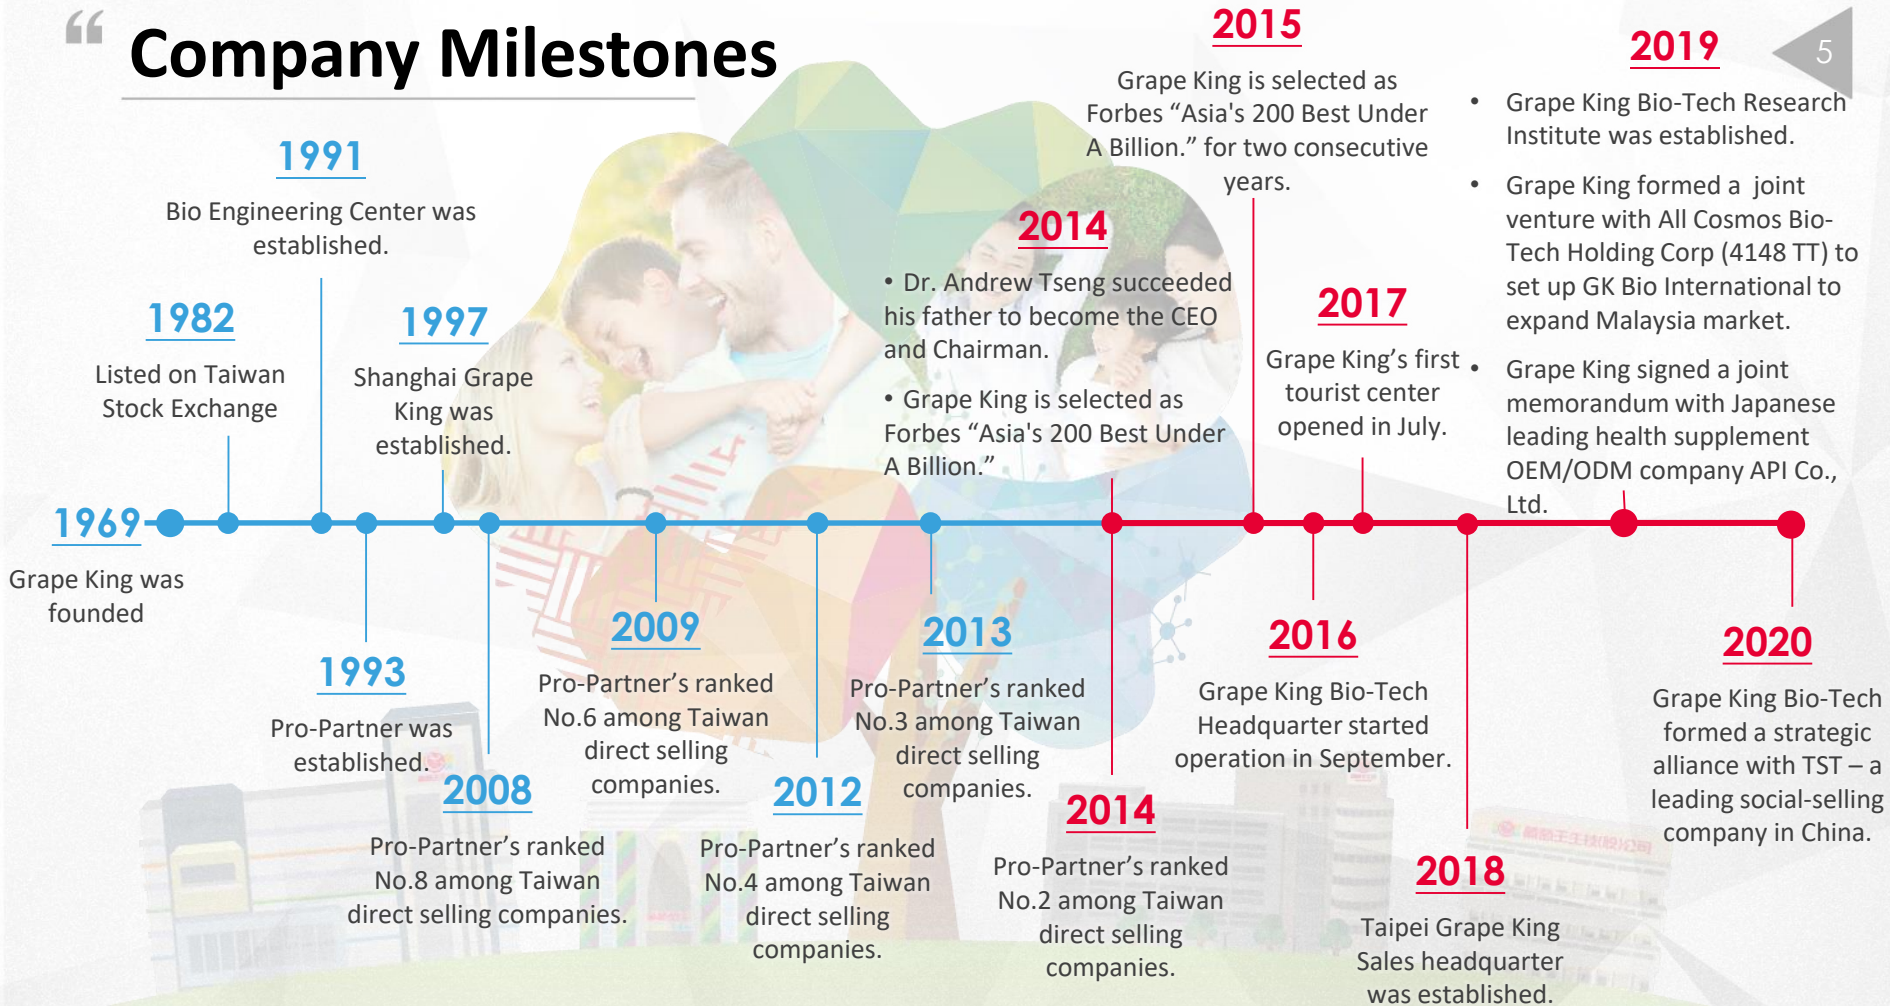 “ Company Milestones
5
1969
Grape King was
founded
1982
Listed on Taiwan
Stock Exchange
1991
Bio Engineering Center was
established.
1993
Pro-Partner was
established.
1997
Shanghai Grape
King was
established.
2008
Pro-Partner’s ranked
No.8 among Taiwan
direct selling companies.
2009
Pro-Partner’s ranked
No.6 among Taiwan
direct selling
companies.
2012
Pro-Partner’s ranked
No.4 among Taiwan
direct selling
companies.
2013
Pro-Partner’s ranked
No.3 among Taiwan
direct selling
companies.
2014
• Dr. Andrew Tseng succeeded
his father to become the CEO
and Chairman.
• Grape King is selected as
Forbes “Asia's 200 Best Under
A Billion.”
2014
Pro-Partner’s ranked
No.2 among Taiwan
direct selling
companies.
2015
Grape King is selected as
Forbes “Asia's 200 Best Under
A Billion.” for two consecutive
years.
2016
Grape King Bio-Tech
Headquarter started
operation in September.
2017
Grape King’s first
tourist center
opened in July.
2018
Taipei Grape King
Sales headquarter
was established.
2019
• Grape King Bio-Tech Research
Institute was established.
• Grape King formed a joint
venture with All Cosmos Bio-
Tech Holding Corp (4148 TT) to
set up GK Bio International to
expand Malaysia market.
• Grape King signed a joint
memorandum with Japanese
leading health supplement
OEM/ODM company API Co.,
Ltd.
2020
Grape King Bio-Tech
formed a strategic
alliance with TST – a
leading social-selling
company in China.